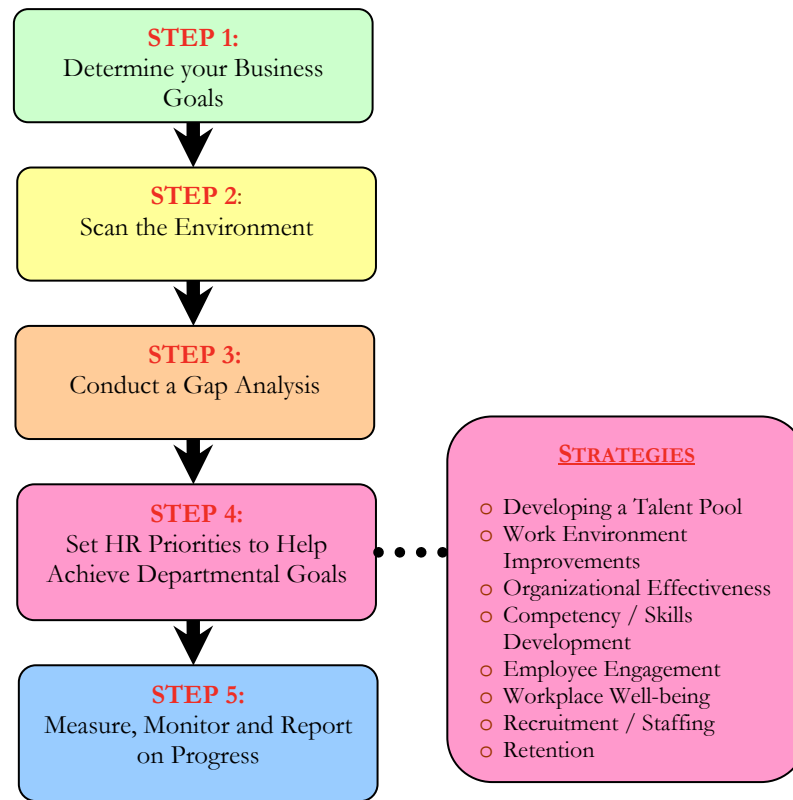 STEP 1:
Determine your Business
Goals
STEP 2:
Scan the Environment
STEP 3:
Conduct a Gap Analysis
STEP 4:
Set HR Priorities to Help
Achieve Departmental Goals
STRATEGIES
o Developing a Talent Pool
o Work Environment
Improvements
o Organizational Effectiveness
o Competency / Skills
Development
o Employee Engagement
o Workplace Well-being
o Recruitment / Staffing
o Retention
STEP 5:
Measure, Monitor and Report
on Progress